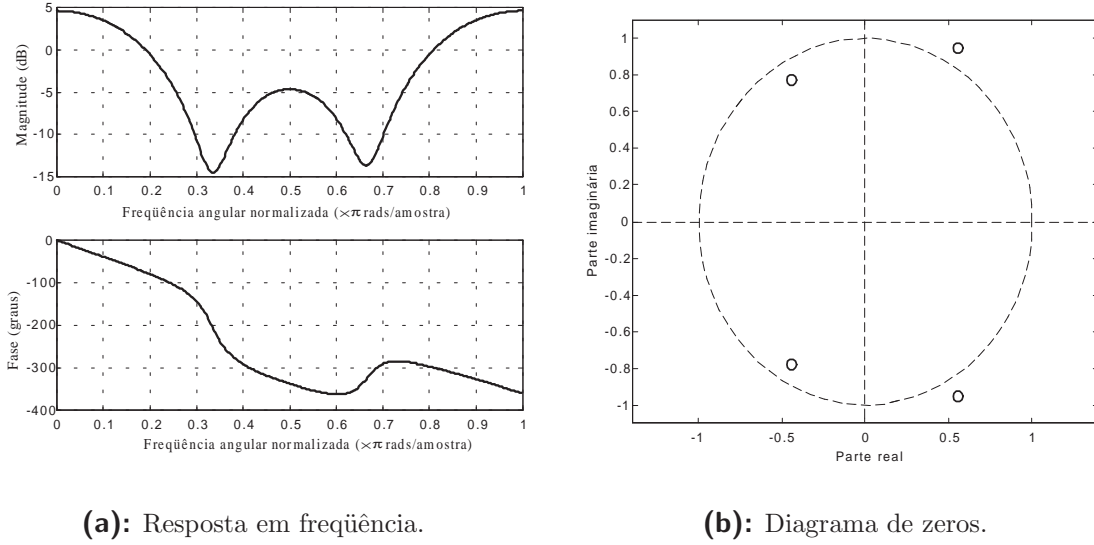 5
0
-5
-10
-15
Magnitude (dB)
0 0.1 0.2 0.3 0.4 0.5 0.6 0.7 0.8 0.9 1
Freqüência angular normalizada (×π rads/amostra)
0
-100
-200
-300
-400
Fase (graus)
0 0.1 0.2 0.3 0.4 0.5 0.6 0.7 0.8 0.9 1
Freqüência angular normalizada (×π rads/amostra)
(a): Resposta em freqüência.
1
0.8
0.6
0.4
0.2
0
-0.2
-0.4
-0.6
-0.8
-1
Parte imaginária
-1 -0.5 0 0.5 1
Parte real
(b): Diagrama de zeros.